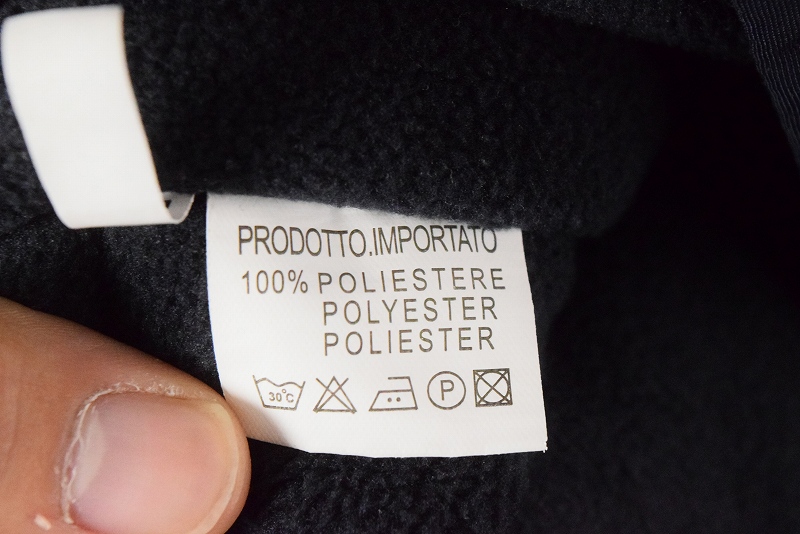 PRODOTTO.IMPORTATO
100% POLIESTERE
POLYESTER
POLIESTER
30°C P